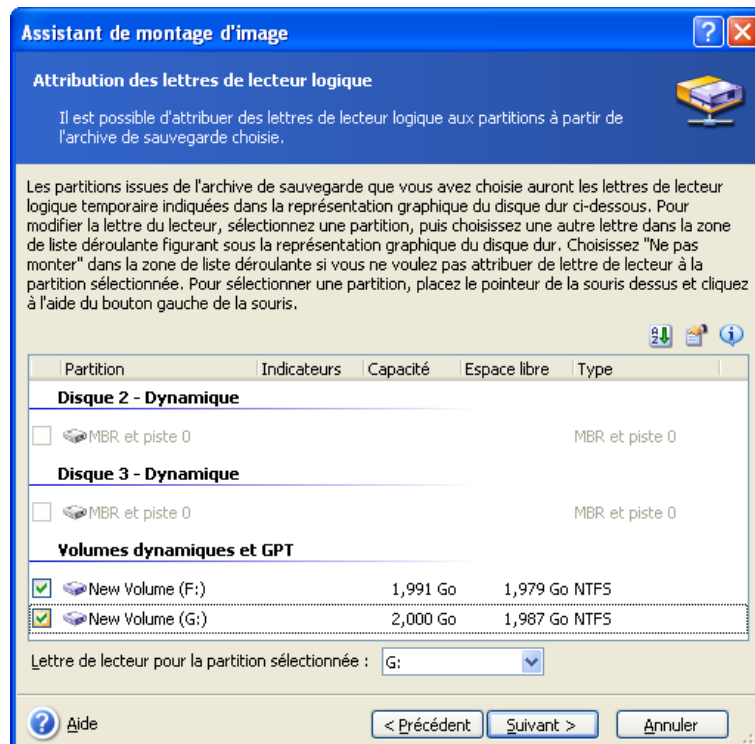 Assistant de montage d'image
Attribution des lettres de lecteur logique
Il est possible d'attribuer des lettres de lecteur logique aux partitions à partir de
l'archive de sauvegarde choisie.
Les partitions issues de l'archive de sauvegarde que vous avez choisie auront les lettres de lecteur
logique temporaire indiquées dans la représentation graphique du disque dur ci-dessous. Pour
modifier la lettre du lecteur, sélectionnez une partition, puis choisissez une autre lettre dans la zone
de liste déroulante figurant sous la représentation graphique du disque dur. Choisissez "Ne pas
monter" dans la zone de liste déroulante si vous ne voulez pas attribuer de lettre de lecteur à la
partition sélectionnée. Pour sélectionner une partition, placez le pointeur de la souris dessus et cliquez
à l'aide du bouton gauche de la souris.
Partition Indicateurs Capacité Espace libre Type
Disque 2 - Dynamique
MBR et piste 0 MBR et piste 0
Disque 3 - Dynamique
MBR et piste 0 MBR et piste 0
Volumes dynamiques et GPT
New Volume (F:) 1,991 Go 1,979 Go NTFS
New Volume (G:) 2,000 Go 1,987 Go NTFS
Lettre de lecteur pour la partition sélectionnée : G:
Aide < Précédent Suivant > Annuler